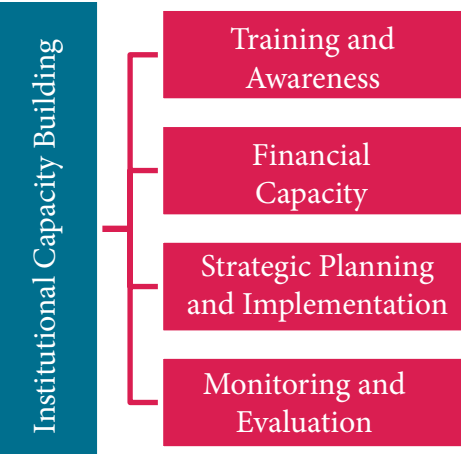 Institutional Capacity Building
Training and
Awareness
Financial
Capacity
Strategic Planning
and Implementation
Monitoring and
Evaluation